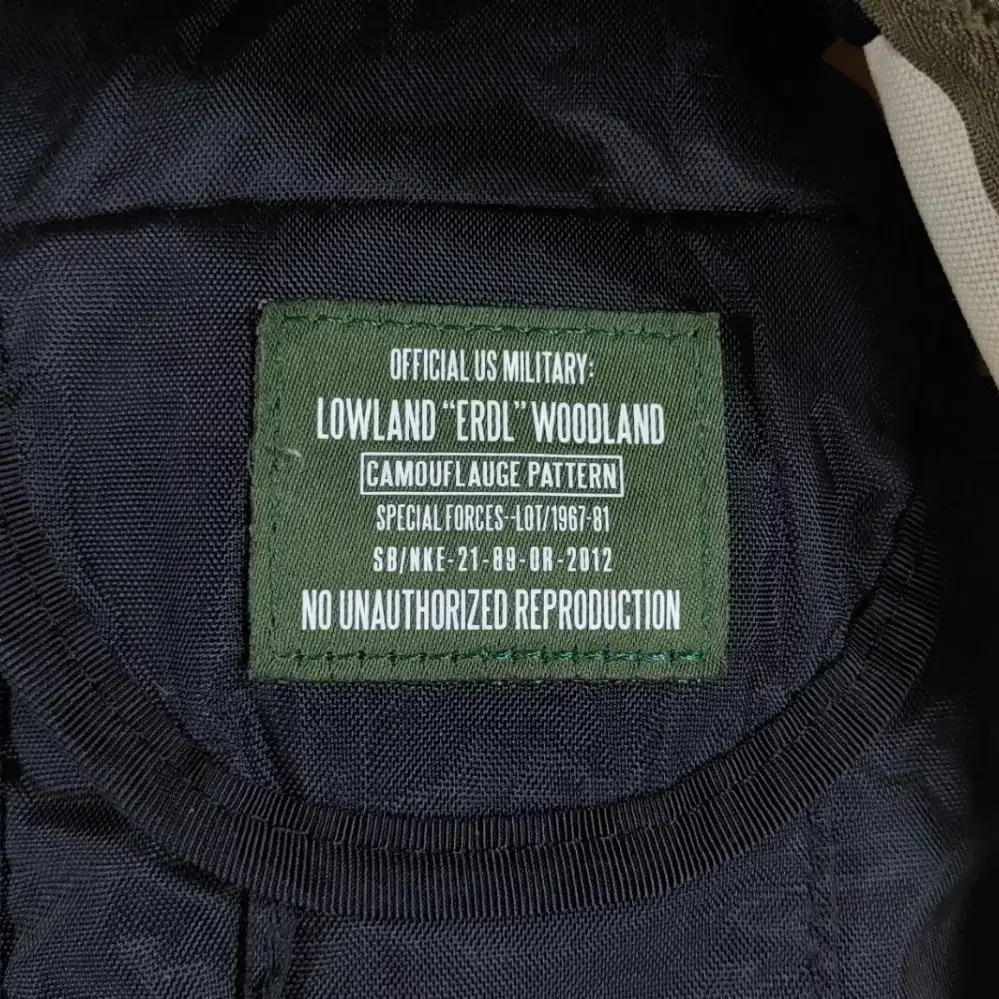 OFFICIAL US MILITARY:
LOWLAND “ERDL” WOODLAND
CAMOUFLAUGE PATTERN
SPECIAL FORCES--LOT/1967-81
SB/NKE-21-89-OR-2012
NO UNAUTHORIZED REPRODUCTION